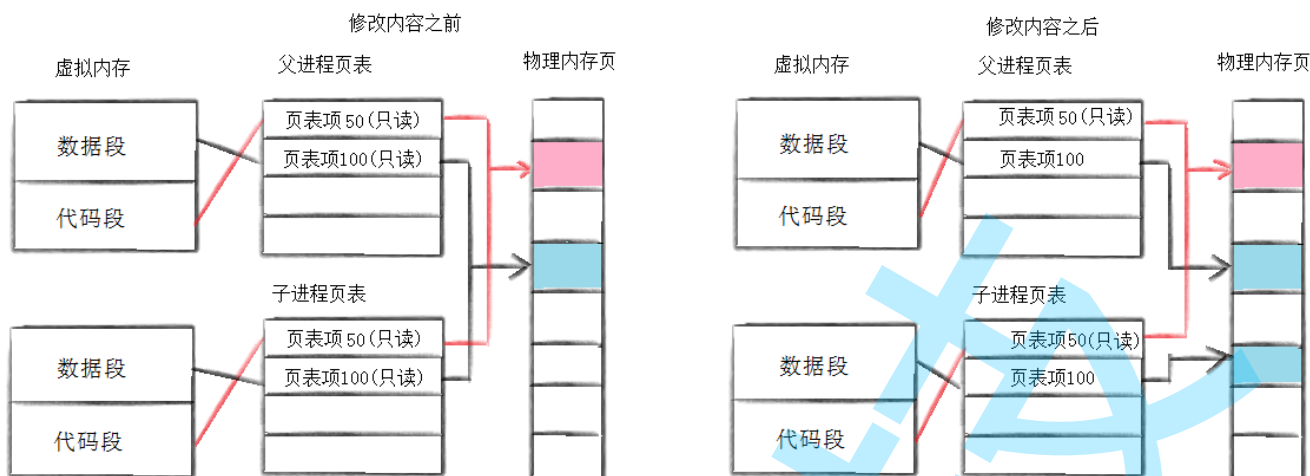 修改内容之前
虚拟内存
父进程页表
物理内存页
数据段
代码段
页表项50(只读)
页表项100(只读)
子进程页表
数据段
代码段
页表项50(只读)
页表项100(只读)
修改内容之后
虚拟内存
父进程页表
物理内存页
数据段
代码段
页表项50(只读)
页表项100
子进程页表
数据段
代码段
页表项50(只读)
页表项100